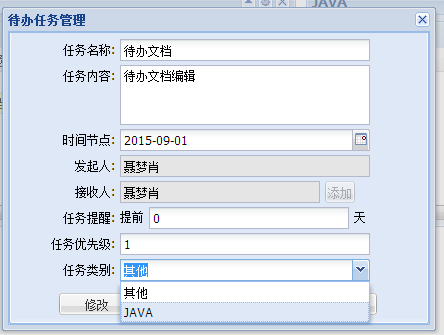 JAVA
待办任务管理
任务名称: 待办文档
任务内容: 待办文档编辑
时间节点: 2015-09-01
发起人: 聂梦肖
接收人: 聂梦肖 添加
任务提醒: 提前 0 天
任务优先级: 1
任务类别: 其他
其他
JAVA
修改